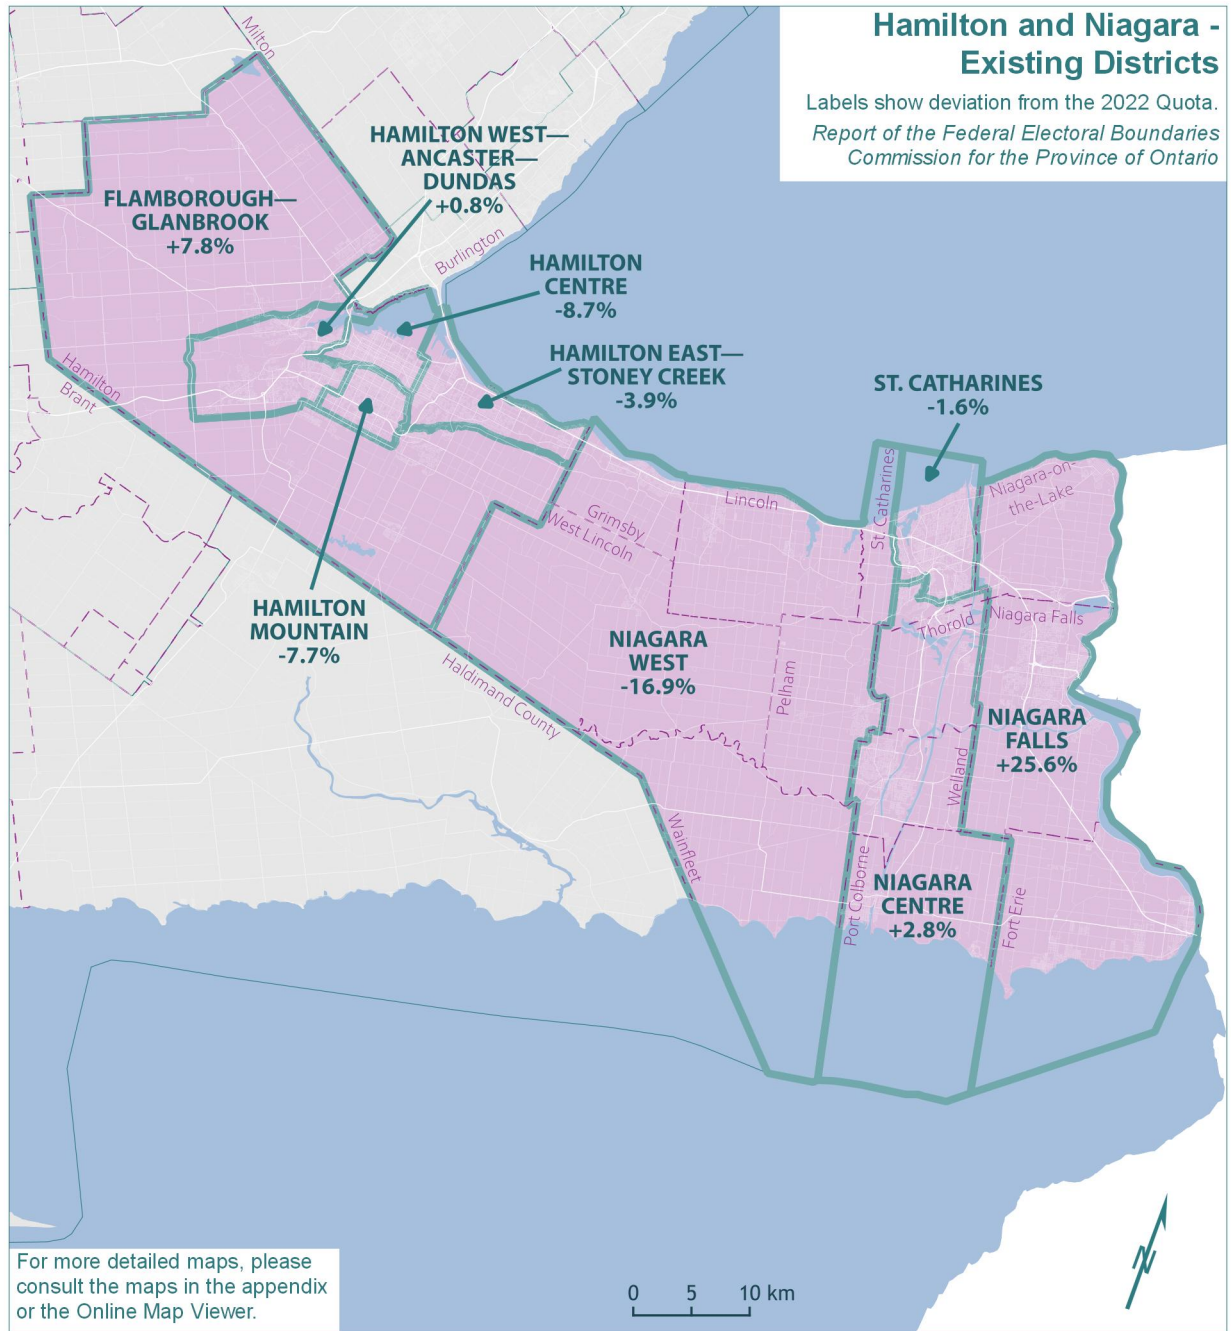 Hamilton and Niagara -
Existing Districts
Labels show deviation from the 2022 Quota.
Report of the Federal Electoral Boundaries
Commission for the Province of Ontario
Milton
HAMILTON WEST—
ANCASTER—
DUNDAS
+0.8%
FLAMBOROUGH—
GLANBROOK
+7.8%
Burlington
HAMILTON
CENTRE
-8.7%
HAMILTON EAST—
STONEY CREEK
-3.9%
ST. CATHARINES
-1.6%
Hamilton
Brant
St. Catharines
Niagara-on-
the-Lake
Lincoln
Grimsby
West Lincoln
HAMILTON
MOUNTAIN
-7.7%
Thorold
Niagara Falls
NIAGARA
WEST
-16.9%
Pelham
Haldimand County
NIAGARA
FALLS
+25.6%
Welland
Wainfleet
Port Colborne
NIAGARA
CENTRE
+2.8%
Fort Erie
For more detailed maps, please
consult the maps in the appendix
or the Online Map Viewer.
0 5 10 km
N